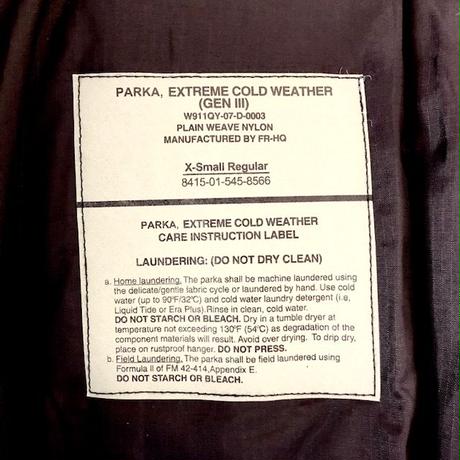 PARKA, EXTREME COLD WEATHER
(GEN III)
W911QY-07-D-0003
PLAIN WEAVE NYLON
MANUFACTURED BY FR-HQ
X-Small Regular
8415-01-545-8566
PARKA, EXTREME COLD WEATHER
CARE INSTRUCTION LABEL
LAUNDERING: (DO NOT DRY CLEAN)
a. Home laundering. The parka shall be machine laundered using
the delicate/gentle fabric cycle or laundered by hand. Use cold
water (up to 90°F/32°C) and cold water laundry detergent (i.e,
Liquid Tide or Era Plus).Rinse in clean, cold water.
DO NOT STARCH OR BLEACH. Dry in a tumble dryer at
temperature not exceeding 130°F (54°C) as degradation of the
component materials will result. Avoid over drying. To drip dry,
place on rustproof hanger. DO NOT PRESS.
b. Field Laundering. The parka shall be field laundered using
Formula II of FM 42-414,Appendix E.
DO NOT STARCH OR BLEACH.